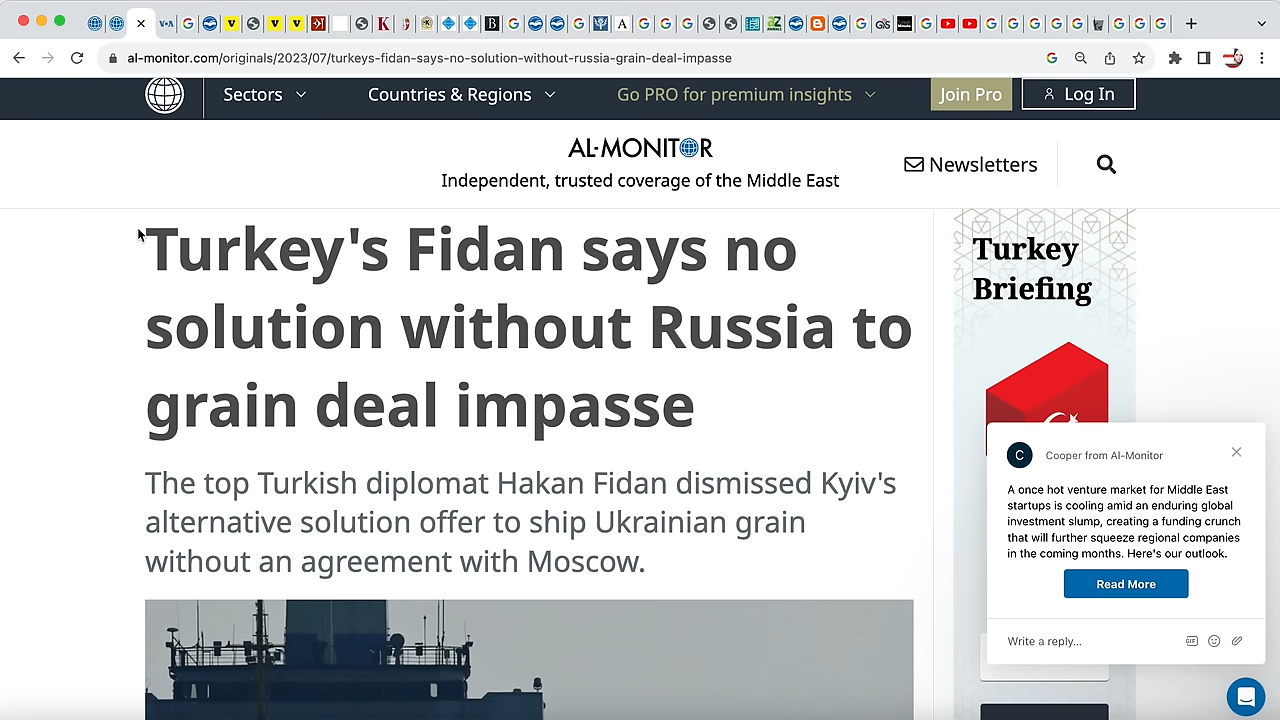 al-monitor.com/originals/2023/07/turkeys-fidan-says-no-solution-without-russia-grain-deal-impasse
Sectors
Countries & Regions
Go PRO for premium insights
Join Pro
Log In
AL-MONITOR
Independent, trusted coverage of the Middle East
Newsletters
Turkey's Fidan says no
solution without Russia to
grain deal impasse
The top Turkish diplomat Hakan Fidan dismissed Kyiv's
alternative solution offer to ship Ukrainian grain
without an agreement with Moscow.
Turkey
Briefing
C
Cooper from Al-Monitor
A once hot venture market for Middle East
startups is cooling amid an enduring global
investment slump, creating a funding crunch
that will further squeeze regional companies
in the coming months. Here's our outlook.
Read More
Write a reply...
GIF